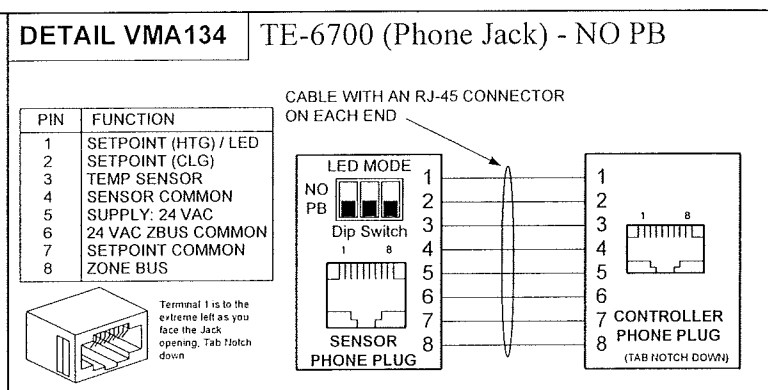 DETAIL VMA134
TE-6700 (Phone Jack) - NO PB
CABLE WITH AN RJ-45 CONNECTOR
ON EACH END
PIN FUNCTION
1 SETPOINT (HTG) / LED
2 SETPOINT (CLG)
3 TEMP SENSOR
4 SENSOR COMMON
5 SUPPLY: 24 VAC
6 24 VAC ZBUS COMMON
7 SETPOINT COMMON
8 ZONE BUS
Terminal 1 is to the
extreme left as you
face the Jack
opening, Tab Notch
down
LED MODE
NO
PB
Dip Switch
1 8
SENSOR
PHONE PLUG
1
2
3
4
5
6
7
8
1
2
3
4
5
6
7
8
1 8
CONTROLLER
PHONE PLUG
(TAB NOTCH DOWN)